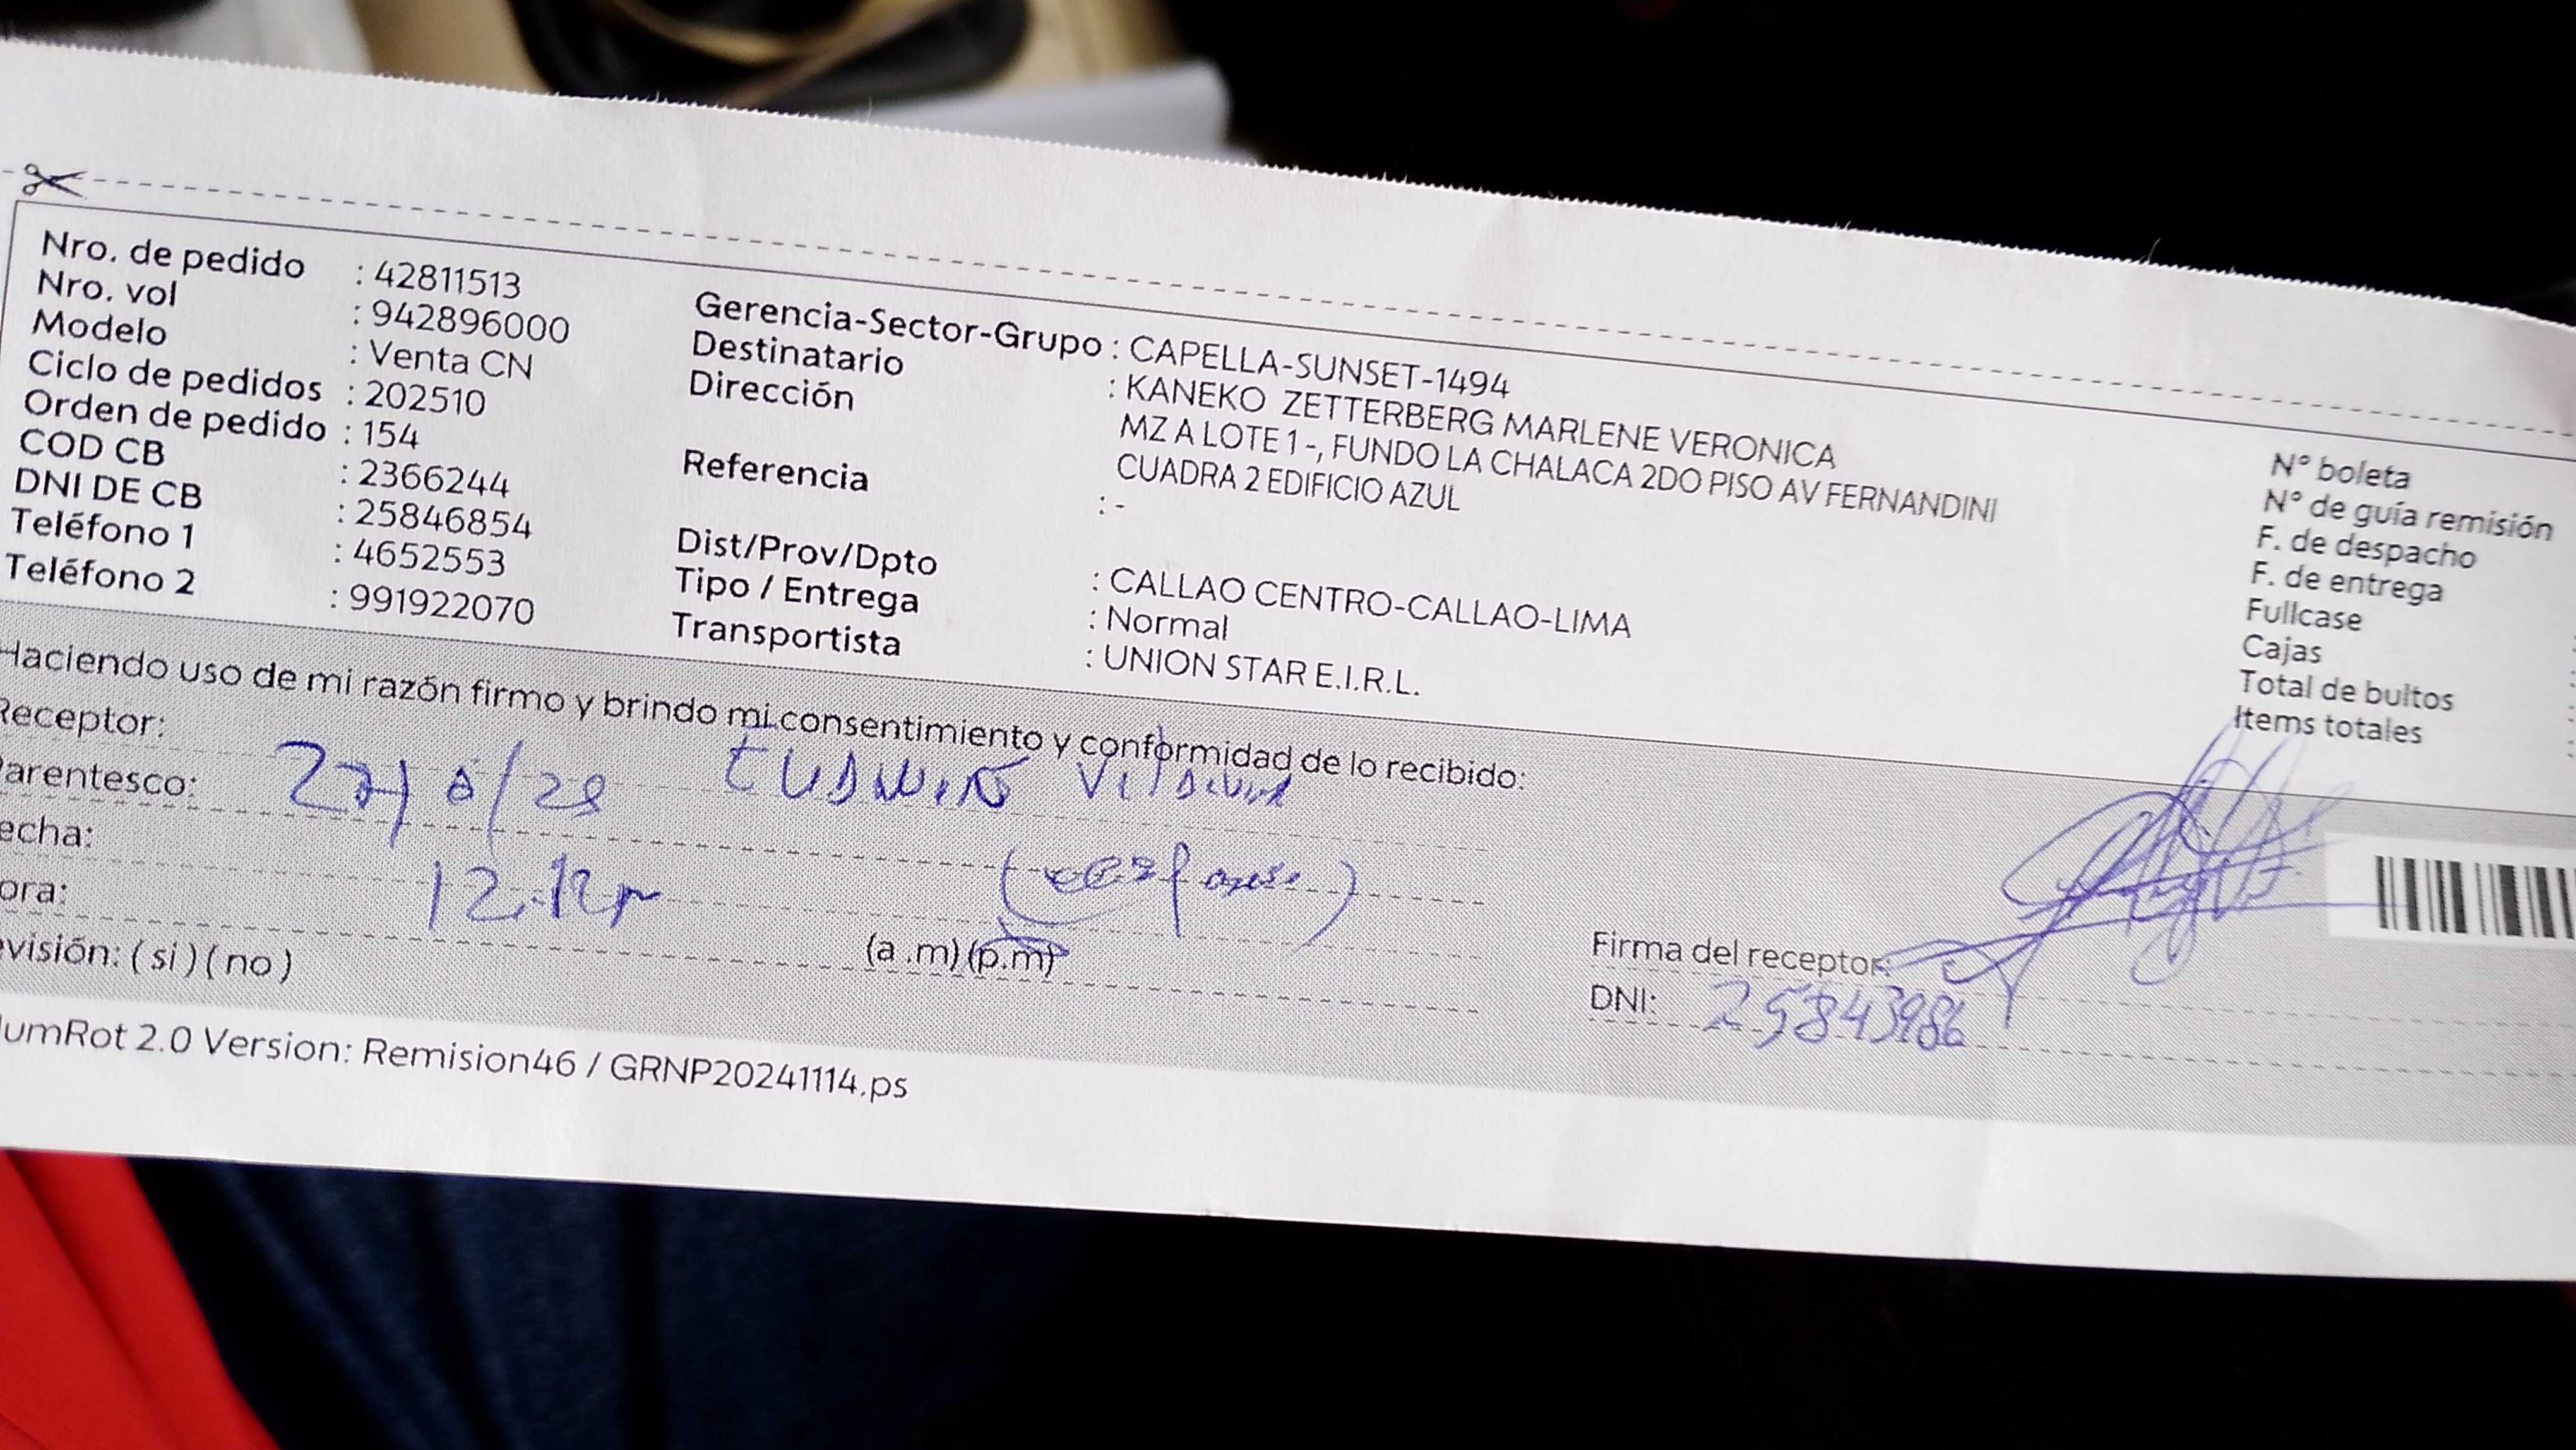 Nro. de pedido : 42811513
Nro. vol : 942896000
Modelo : Venta CN
Ciclo de pedidos : 202510
Orden de pedido : 154
COD CB : 2366244
DNI DE CB : 25846854
Teléfono 1 : 4652553
Teléfono 2 : 991922070
Gerencia-Sector-Grupo : CAPELLA-SUNSET-1494
Destinatario : KANEKO ZETTERBERG MARLENE VERONICA
Dirección MZ A LOTE 1 -, FUNDO LA CHALACA 2DO PISO AV FERNANDINI
CUADRA 2 EDIFICIO AZUL
Referencia : -
Dist/Prov/Dpto : CALLAO CENTRO-CALLAO-LIMA
Tipo / Entrega : Normal
Transportista : UNION STAR E.I.R.L.
N° boleta
N° de guía remisión
F. de despacho
F. de entrega
Fullcase
Cajas
Total de bultos
Items totales
Haciendo uso de mi razón firmo y brindo mi consentimiento y conformidad de lo recibido:
Receptor:
Parentesco:
echa:
ora:
(a .m) (p.m)
evisión: ( si ) ( no )
Firma del receptor:
DNI: 25843986
umRot 2.0 Version: Remision46 / GRNP20241114.ps